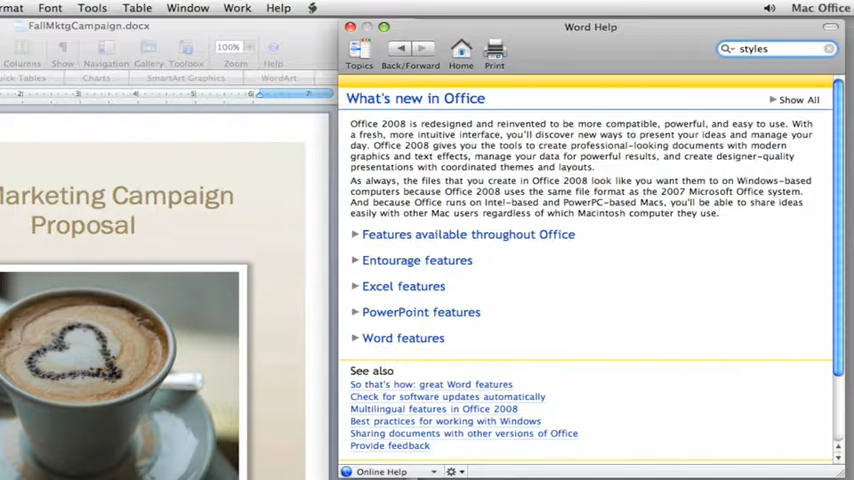 rmat Font Tools Table Window Work Help Mac Office
FallMktgCampaign.docx
100%
Columns Show Navigation Gallery Toolbox Zoom Help
uick Tables Charts SmartArt Graphics WordArt
2 3 4 5 6 7
arketing Campaign
Proposal
Word Help
styles
Topics Back/Forward Home Print
What's new in Office
Show All
Office 2008 is redesigned and reinvented to be more compatible, powerful, and easy to use. With
a fresh, more intuitive interface, you'll discover new ways to present your ideas and manage your
day. Office 2008 gives you the tools to create professional-looking documents with modern
graphics and text effects, manage your data for powerful results, and create designer-quality
presentations with coordinated themes and layouts.
As always, the files that you create in Office 2008 look like you want them to on Windows-based
computers because Office 2008 uses the same file format as the 2007 Microsoft Office system.
And because Office runs on Intel-based and PowerPC-based Macs, you'll be able to share ideas
easily with other Mac users regardless of which Macintosh computer they use.
Features available throughout Office
Entourage features
Excel features
PowerPoint features
Word features
See also
So that's how: great Word features
Check for software updates automatically
Multilingual features in Office 2008
Best practices for working with Windows
Sharing documents with other versions of Office
Provide feedback
Online Help